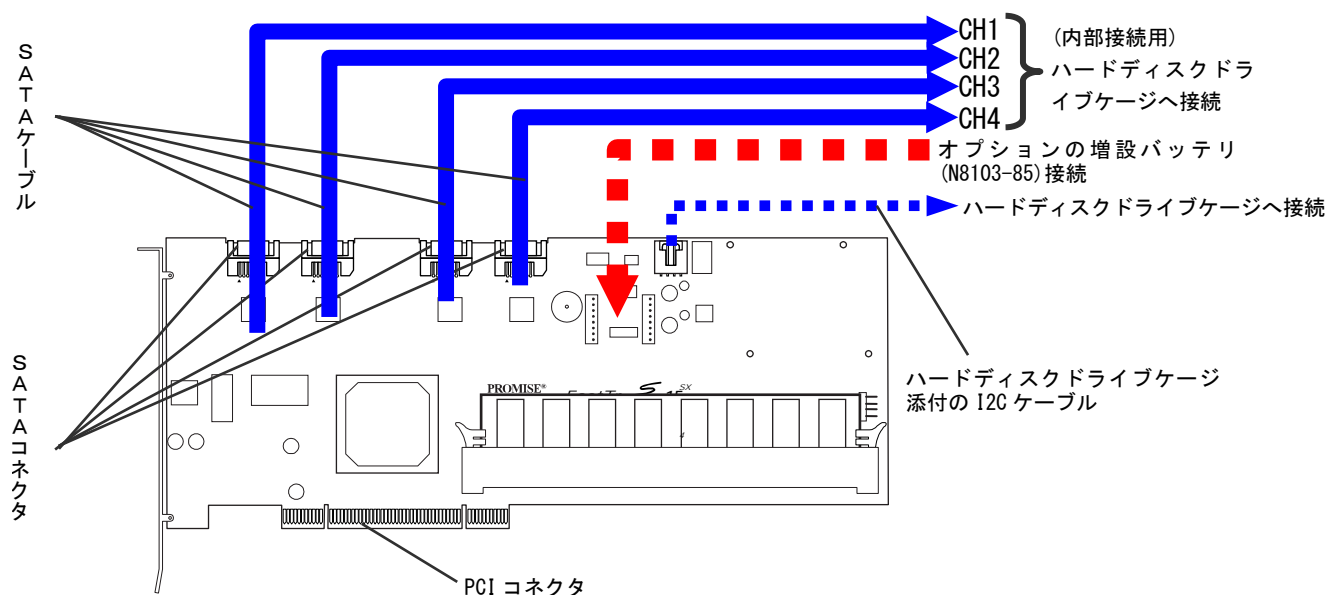 SATAケーブル
CH1
CH2
CH3
CH4
(内部接続用)
ハードディスクドラ
イブケージへ接続
オプションの増設バッテリ
(N8103-85)接続
ハードディスクドライブケージへ接続
SATAコネクタ
PROMISE®
SX
4
ハードディスクドライブケージ
添付の I2C ケーブル
PCI コネクタ